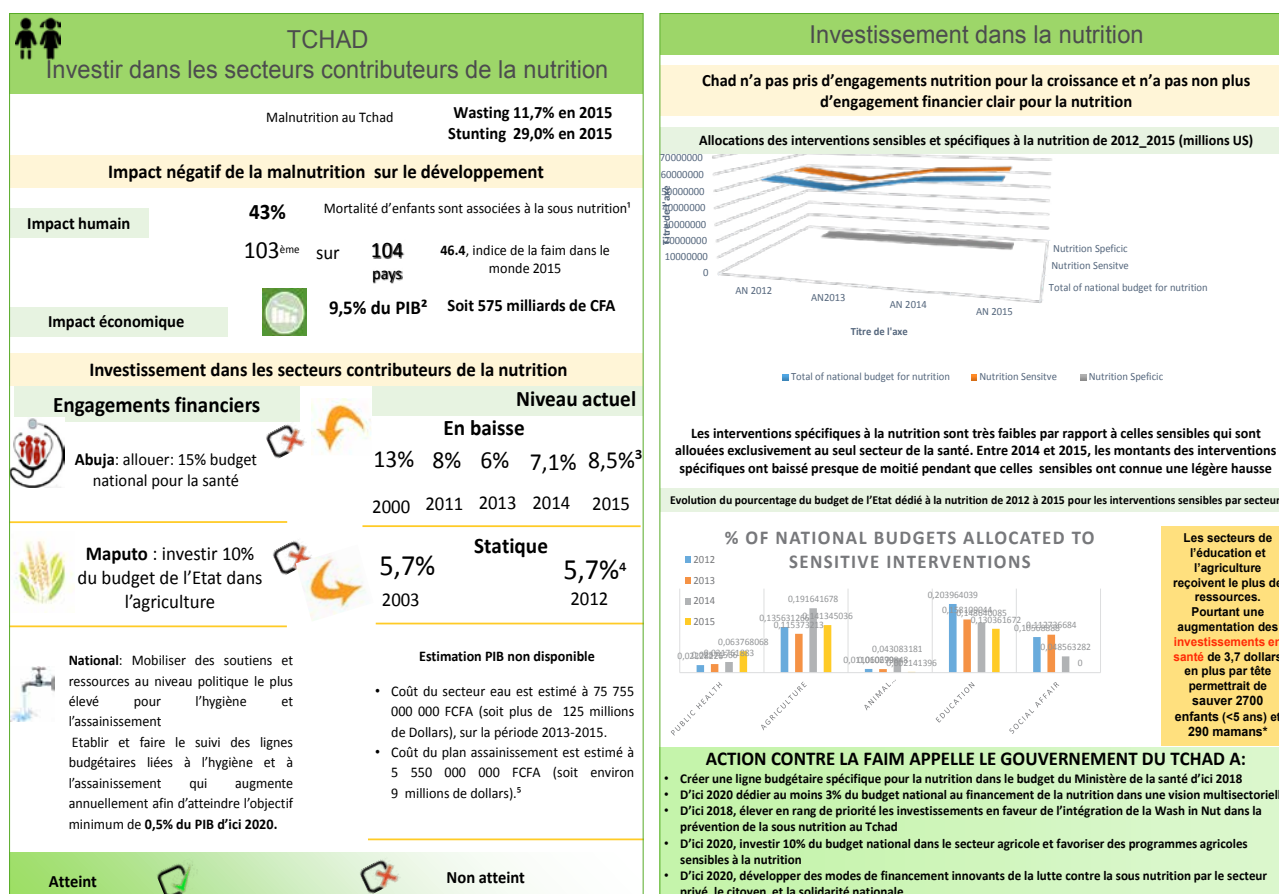 TCHAD
Investir dans les secteurs contributeurs de la nutrition
Malnutrition au Tchad
Wasting 11,7% en 2015
Stunting 29,0% en 2015
Impact négatif de la malnutrition sur le développement
Impact humain
43%
Mortalité d'enfants sont associées à la sous nutrition¹
103ème sur 104 pays
46.4, indice de la faim dans le
monde 2015
Impact économique
9,5% du PIB²
Soit 575 milliards de CFA
Investissement dans les secteurs contributeurs de la nutrition
Engagements financiers
Niveau actuel
Abuja: allouer: 15% budget
national pour la santé
En baisse
13% 8% 6% 7,1% 8,5%³
2000 2011 2013 2014 2015
Maputo : investir 10%
du budget de l'Etat dans
l'agriculture
Statique
5,7% 5,7%⁴
2003 2012
National: Mobiliser des soutiens et
ressources au niveau politique le plus
élevé pour l'hygiène et
l'assainissement
Etablir et faire le suivi des lignes
budgétaires liées à l'hygiène et à
l'assainissement qui augmente
annuellement afin d'atteindre l'objectif
minimum de 0,5% du PIB d'ici 2020.
Estimation PIB non disponible
• Coût du secteur eau est estimé à 75 755
000 000 FCFA (soit plus de 125 millions
de Dollars), sur la période 2013-2015.
• Coût du plan assainissement est estimé à
5 550 000 000 FCFA (soit environ
9 millions de dollars).⁵
Atteint
Non atteint
Investissement dans la nutrition
Chad n'a pas pris d'engagements nutrition pour la croissance et n'a pas non plus
d'engagement financier clair pour la nutrition
Allocations des interventions sensibles et spécifiques à la nutrition de 2012_2015 (millions US)
70000000
60000000
10000000
0
Titre de l'axe
AN 2012
AN2013
AN 2014
AN 2015
Nutrition Speficic
Nutrition Sensitve
Total of national budget for nutrition
Titre de l'axe
Total of national budget for nutrition
Nutrition Sensitve
Nutrition Speficic
Les interventions spécifiques à la nutrition sont très faibles par rapport à celles sensibles qui sont
allouées exclusivement au seul secteur de la santé. Entre 2014 et 2015, les montants des interventions
spécifiques ont baissé presque de moitié pendant que celles sensibles ont connue une légère hausse
Evolution du pourcentage du budget de l'Etat dédié à la nutrition de 2012 à 2015 pour les interventions sensibles par secteur
% OF NATIONAL BUDGETS ALLOCATED TO
SENSITIVE INTERVENTIONS
2012
2013
2014
2015
0,063768068
0,191641678
0,043083181
0,203964039
0,130361672
0,048563282
0
PUBLIC HEALTH
AGRICULTURE
ANIMAL…
EDUCATION
SOCIAL AFFAIR
Les secteurs de
l'éducation et
l'agriculture
reçoivent le plus de
ressources.
Pourtant une
augmentation des
investissements en
santé de 3,7 dollars
en plus par tête
permettrait de
sauver 2700
enfants (<5 ans) et
290 mamans*
ACTION CONTRE LA FAIM APPELLE LE GOUVERNEMENT DU TCHAD A:
• Créer une ligne budgétaire spécifique pour la nutrition dans le budget du Ministère de la santé d'ici 2018
• D'ici 2020 dédier au moins 3% du budget national au financement de la nutrition dans une vision multisectoriell
• D'ici 2018, élever en rang de priorité les investissements en faveur de l'intégration de la Wash in Nut dans la
prévention de la sous nutrition au Tchad
• D'ici 2020, investir 10% du budget national dans le secteur agricole et favoriser des programmes agricoles
sensibles à la nutrition
• D'ici 2020, développer des modes de financement innovants de la lutte contre la sous nutrition par le secteur
privé, le citoyen et la solidarité nationale